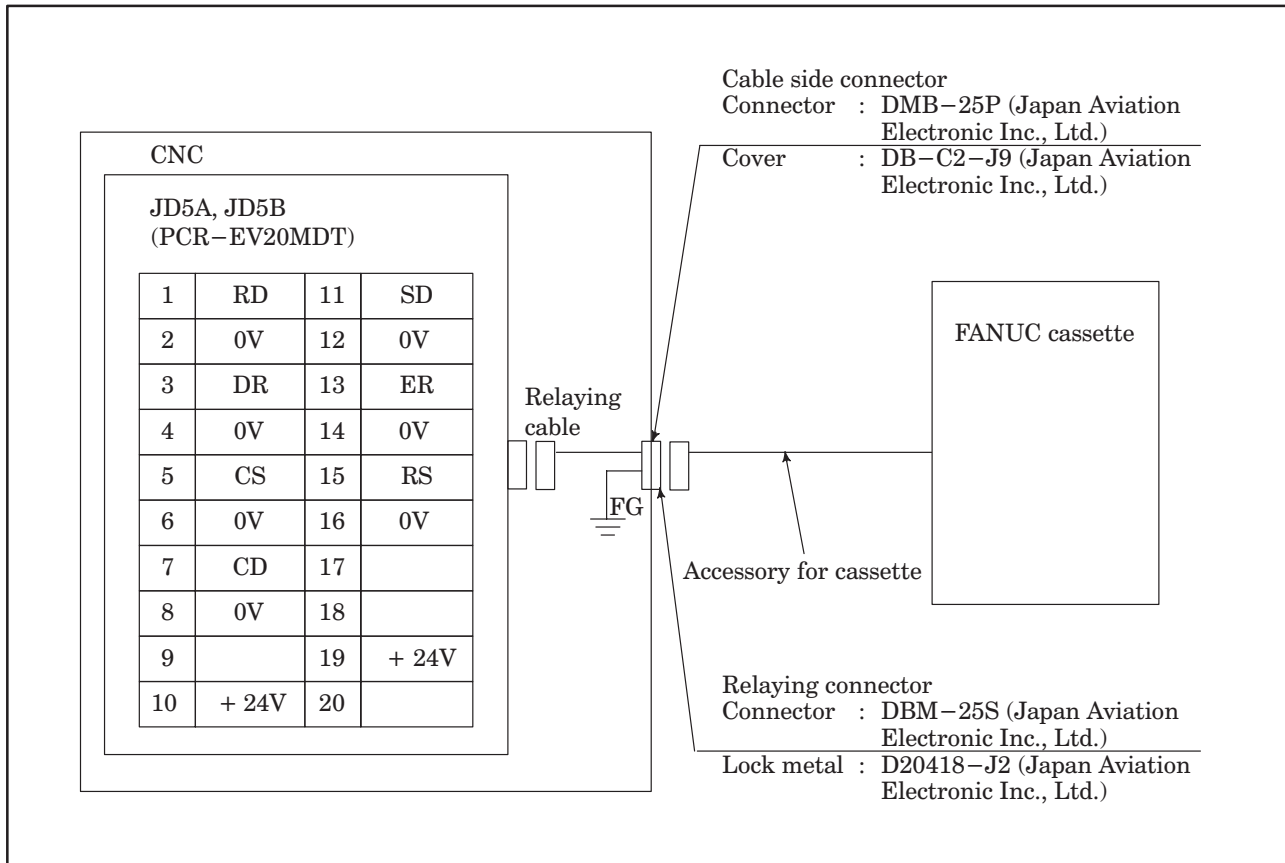 Cable side connector
Connector : DMB−25P (Japan Aviation
Electronic Inc., Ltd.)
Cover : DB−C2−J9 (Japan Aviation
Electronic Inc., Ltd.)
CNC
JD5A, JD5B
(PCR−EV20MDT)
1 RD 11 SD
2 0V 12 0V
3 DR 13 ER
4 0V 14 0V
5 CS 15 RS
6 0V 16 0V
7 CD 17
8 0V 18
9 19 + 24V
10 + 24V 20
Relaying
cable
FG
FANUC cassette
Accessory for cassette
Relaying connector
Connector : DBM−25S (Japan Aviation
Electronic Inc., Ltd.)
Lock metal : D20418−J2 (Japan Aviation
Electronic Inc., Ltd.)